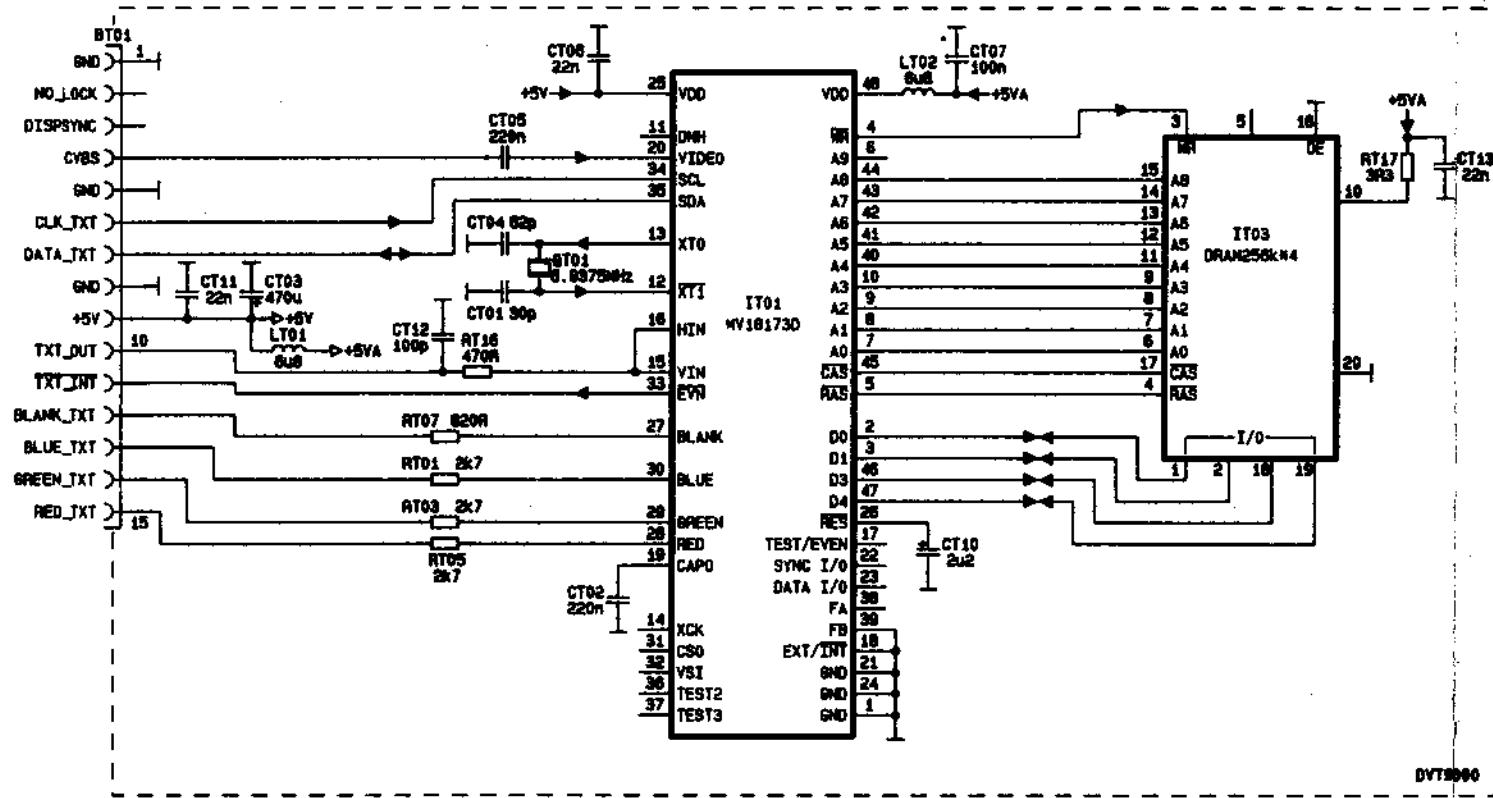 BT01
GND 1
NO_LOCK
DISPSYNC
CVBS
GND
CLK_TXT
DATA_TXT
GND
+5V
TXT_OUT 10
TXT_INT
BLANK_TXT
BLUE_TXT
GREEN_TXT
RED_TXT
15
CT06
22n
+5V
CT05
220n
CT04 82p
CT01 30p
CT11
22n
CT03
470u
+5V
LT01
6u8
+5VA
CT12
100p
RT16
470R
RT07 820R
RT01 2k7
RT03 2k7
RT05
2k7
CT02
220n
IT01
25 VDD
11
20 VIDEO
34 SCL
35 SDA
13 XTO
12 XTI
16 HIN
15 VIN
33
27 BLANK
30 BLUE
29 GREEN
28 RED
19 CAPO
14 XCK
31 CSO
32 VSI
36 TEST2
37 TEST3
VDD 48
4
A9 6
A8 44
A7 43
A6 42
A5 41
A4 40
A3 10
A2 9
A1 8
A0 7
CAS 45
RAS 5
D0 2
D1 3
D3 46
D4 47
RES 26
TEST/EVEN 17
SYNC I/O 22
DATA I/O 23
FA 38
FB 39
EXT/INT 18
GND 21
GND 24
GND 1
LT02
6u8
CT07
100n
+5VA
CT10
2u2
IT03
3
5
16 OE
15 A8
14 A7
13 A6
12 A5
11 A4
9 A3
8 A2
7 A1
6 A0
17 CAS
4 RAS
I/O
1 2 18 19
10
20
+5VA
RT17
3R3
CT13
22n